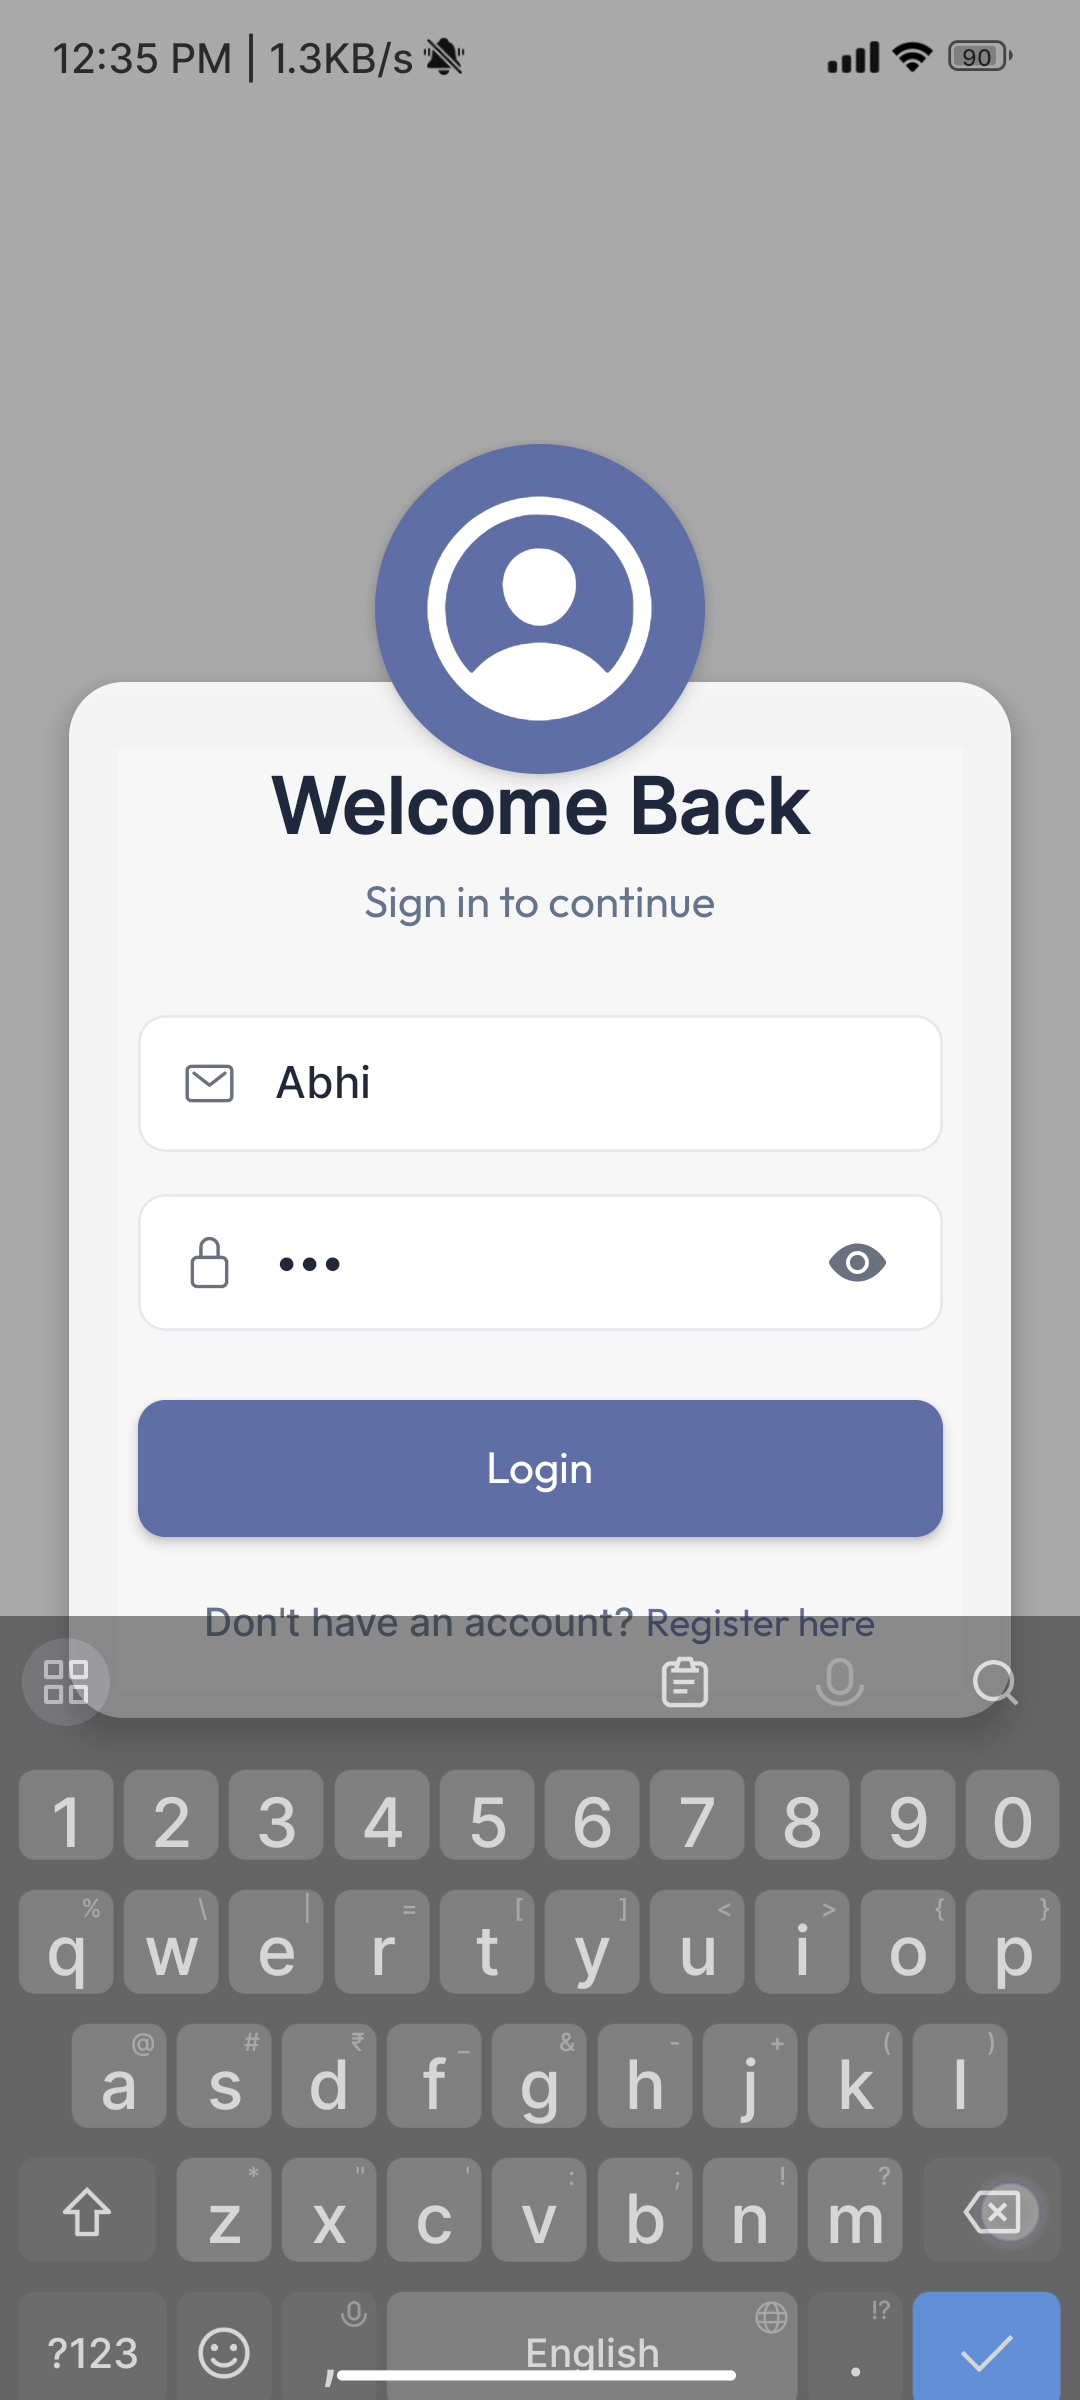 12:35 PM | 1.3KB/s
90
Welcome Back
Sign in to continue
Abhi
•••
Login
Don't have an account? Register here
1 2 3 4 5 6 7 8 9 0
% \ | = [ ] < > { }
q w e r t y u i o p
@ # ₹ _ & - + ( )
a s d f g h j k l
* " ' : ; ! ?
z x c v b n m
!?
?123 , English .